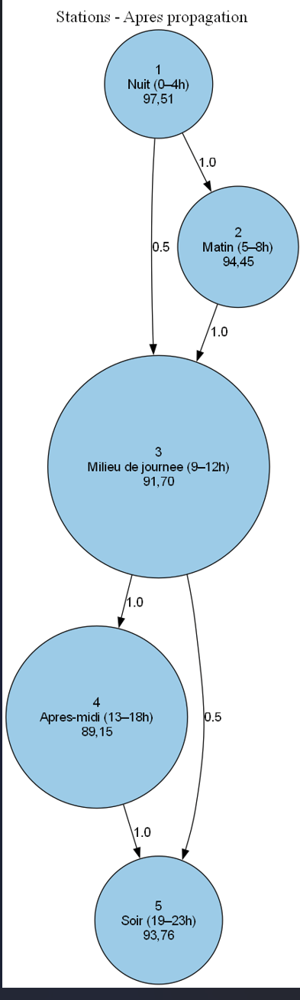 Stations - Apres propagation
1
Nuit (0–4h)
97,51
1.0
2
Matin (5–8h)
94,45
0.5
1.0
3
Milieu de journee (9–12h)
91,70
1.0
4
Apres-midi (13–18h)
89,15
0.5
1.0
5
Soir (19–23h)
93,76